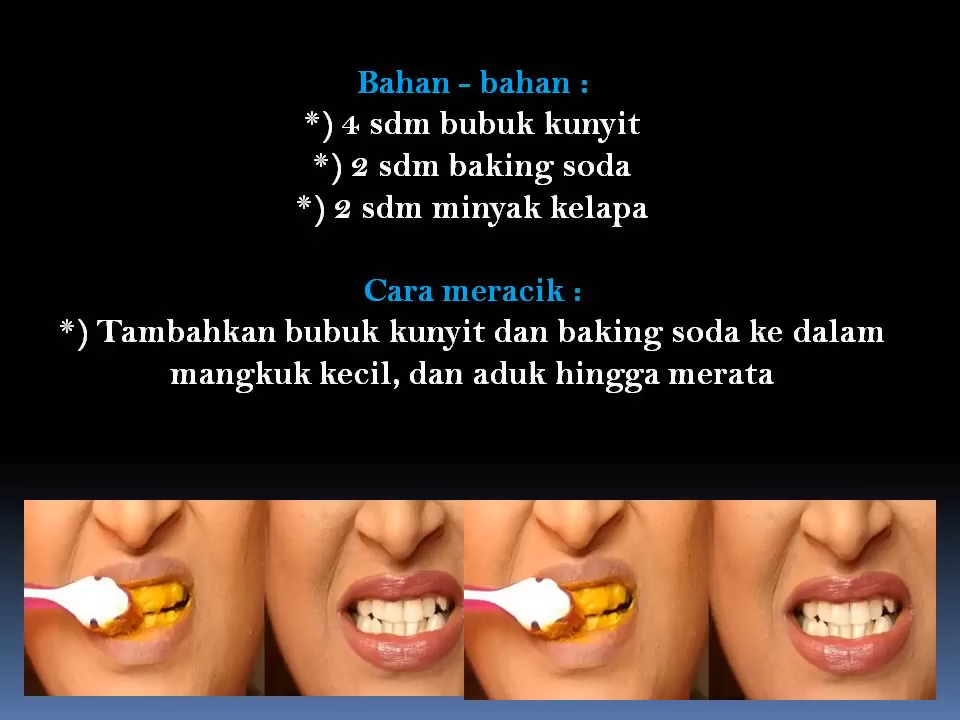 Bahan - bahan :
*) 4 sdm bubuk kunyit
*) 2 sdm baking soda
*) 2 sdm minyak kelapa
Cara meracik :
*) Tambahkan bubuk kunyit dan baking soda ke dalam
mangkuk kecil, dan aduk hingga merata